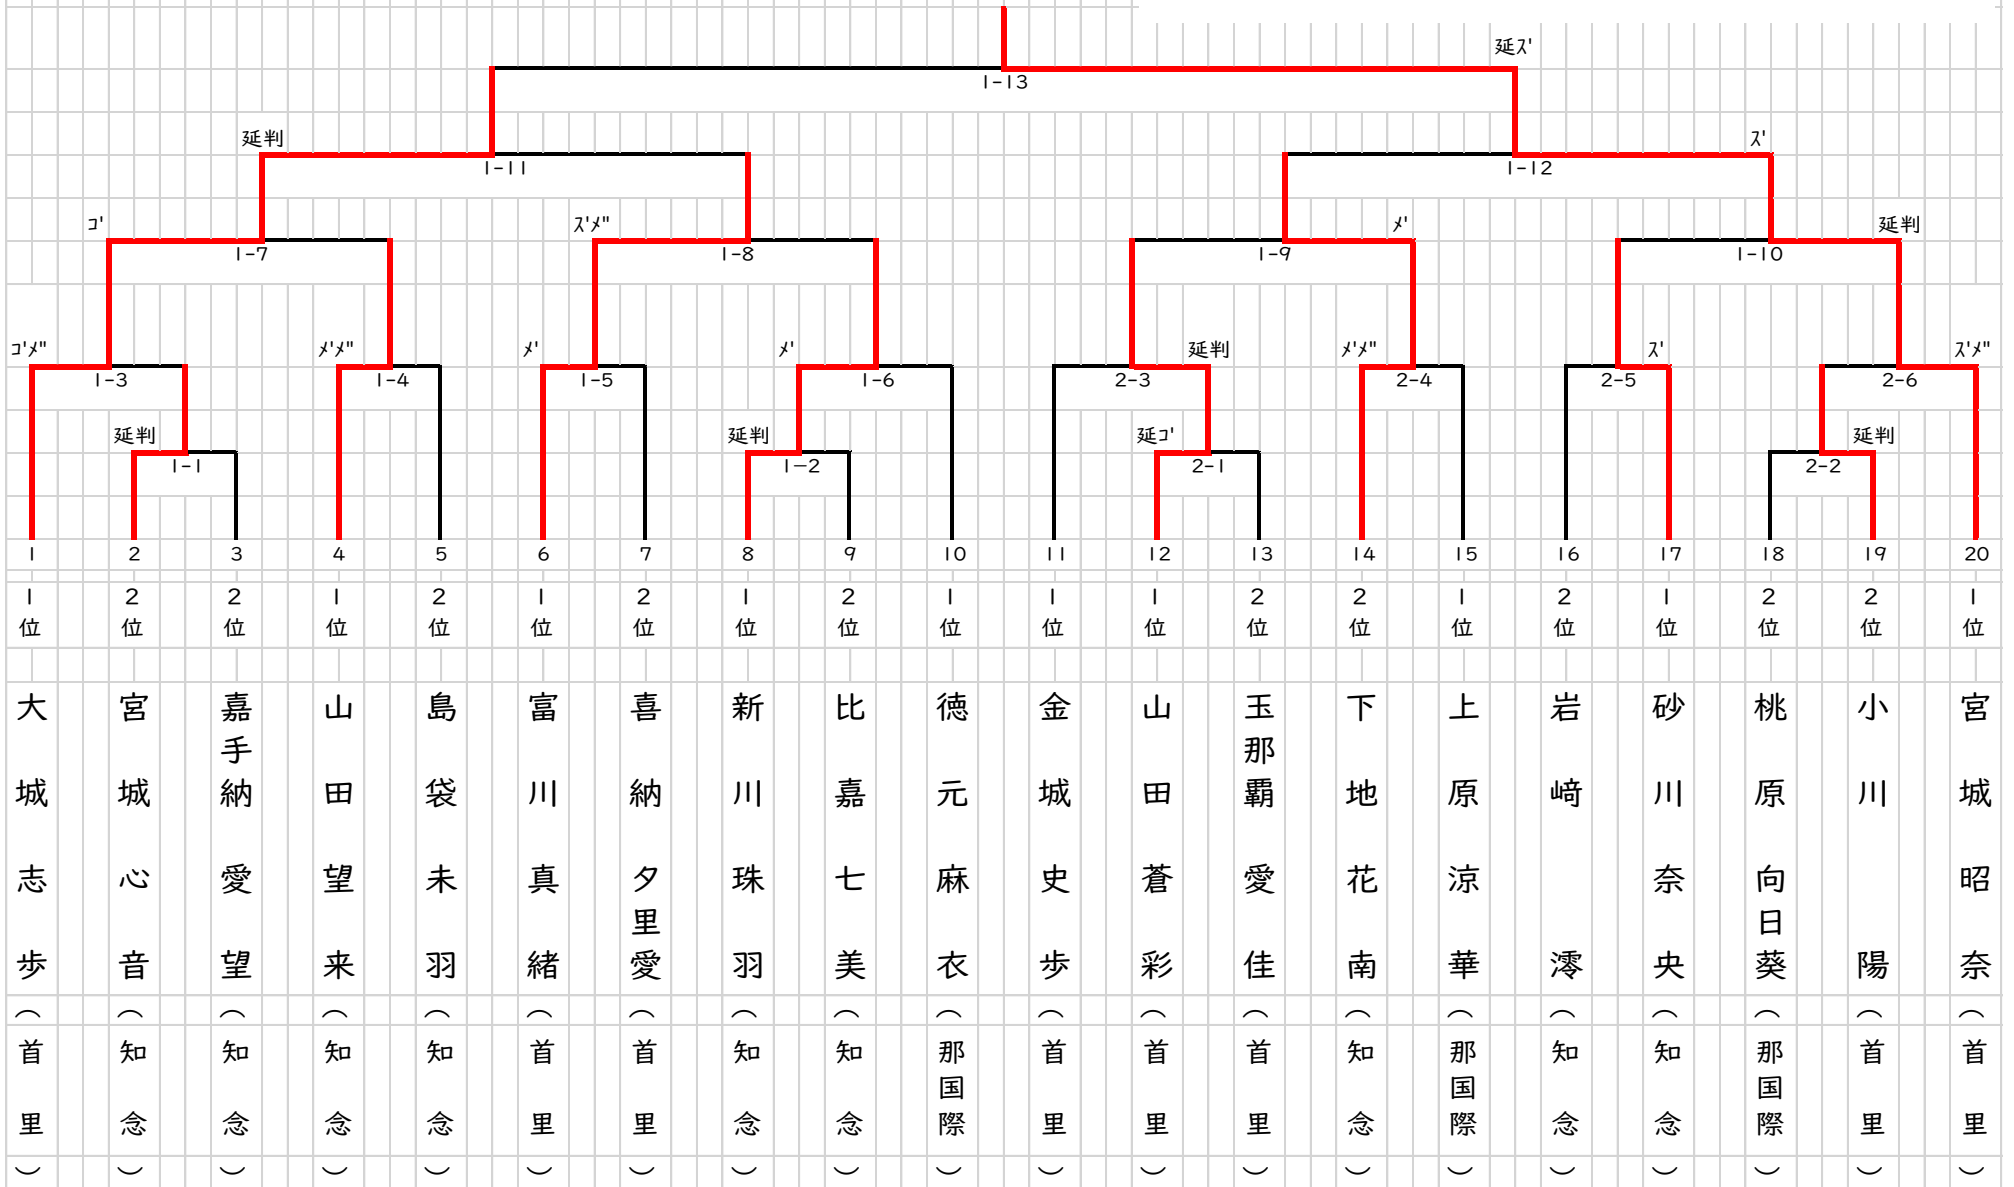 延ｽ'
1-13
延判
ｽ'
1-11
1-12
ｺ'
ｽ'ﾒ"
ﾒ'
延判
1-7
1-8
1-9
1-10
ｺ'ﾒ"
ﾒ'ﾒ"
ﾒ'
ﾒ'
延判
ﾒ'ﾒ"
ｽ'
ｽ'ﾒ"
1-3
1-4
1-5
1-6
2-3
2-4
2-5
2-6
延判
延判
延ｺ'
延判
1-1
1-2
2-1
2-2
1 1位 大城志歩（首里）
2 2位 宮城心音（知念）
3 2位 嘉手納愛望（知念）
4 1位 山田望来（知念）
5 2位 島袋未羽（知念）
6 1位 富川真緒（首里）
7 2位 喜納夕里愛（首里）
8 1位 新川珠羽（知念）
9 2位 比嘉七美（知念）
10 1位 徳元麻衣（那国際）
11 1位 金城史歩（首里）
12 1位 山田蒼彩（首里）
13 2位 玉那覇愛佳（首里）
14 2位 下地花南（知念）
15 1位 上原涼華（那国際）
16 2位 岩﨑澪（知念）
17 1位 砂川奈央（知念）
18 2位 桃原向日葵（那国際）
19 2位 小川陽（首里）
20 1位 宮城昭奈（首里）